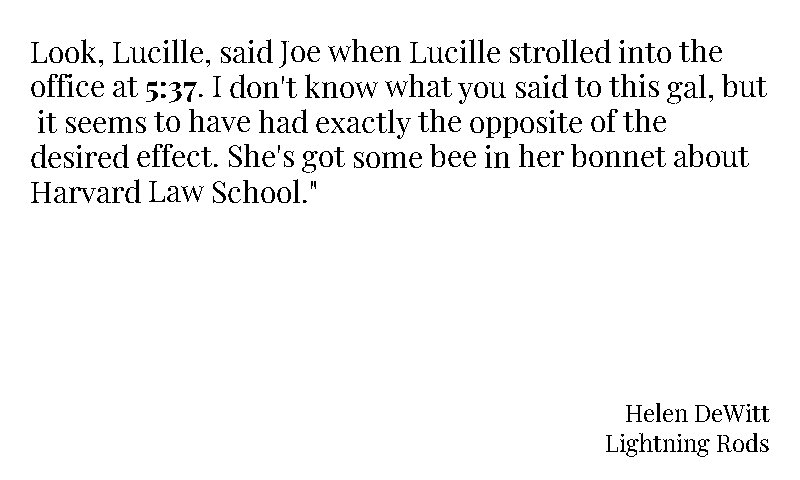 Look, Lucille, said Joe when Lucille strolled into the
office at 5:37. I don't know what you said to this gal, but
it seems to have had exactly the opposite of the
desired effect. She's got some bee in her bonnet about
Harvard Law School."
Helen DeWitt
Lightning Rods